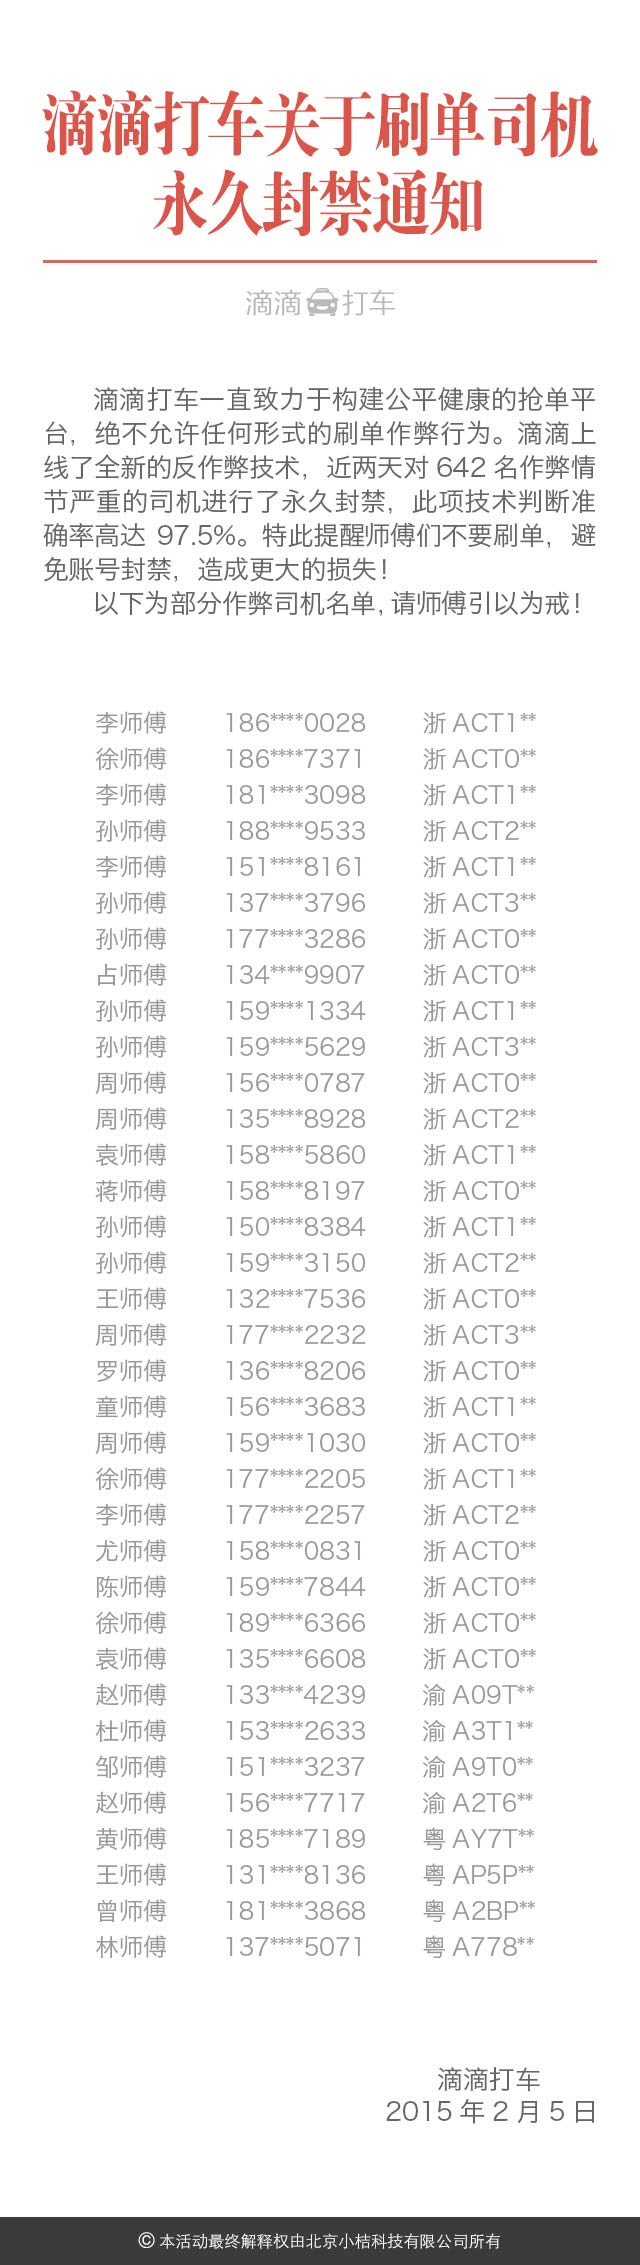 滴滴打车关于刷单司机
永久封禁通知
滴滴打车
滴滴打车一直致力于构建公平健康的抢单平
台，绝不允许任何形式的刷单作弊行为。滴滴上
线了全新的反作弊技术，近两天对 642 名作弊情
节严重的司机进行了永久封禁，此项技术判断准
确率高达 97.5%。特此提醒师傅们不要刷单，避
免账号封禁，造成更大的损失！
以下为部分作弊司机名单，请师傅引以为戒！
李师傅 186****0028 浙 ACT1**
徐师傅 186****7371 浙 ACT0**
李师傅 181****3098 浙 ACT1**
孙师傅 188****9533 浙 ACT2**
李师傅 151****8161 浙 ACT1**
孙师傅 137****3796 浙 ACT3**
孙师傅 177****3286 浙 ACT0**
占师傅 134****9907 浙 ACT0**
孙师傅 159****1334 浙 ACT1**
孙师傅 159****5629 浙 ACT3**
周师傅 156****0787 浙 ACT0**
周师傅 135****8928 浙 ACT2**
袁师傅 158****5860 浙 ACT1**
蒋师傅 158****8197 浙 ACT0**
孙师傅 150****8384 浙 ACT1**
孙师傅 159****3150 浙 ACT2**
王师傅 132****7536 浙 ACT0**
周师傅 177****2232 浙 ACT3**
罗师傅 136****8206 浙 ACT0**
童师傅 156****3683 浙 ACT1**
周师傅 159****1030 浙 ACT0**
徐师傅 177****2205 浙 ACT1**
李师傅 177****2257 浙 ACT2**
尤师傅 158****0831 浙 ACT0**
陈师傅 159****7844 浙 ACT0**
徐师傅 189****6366 浙 ACT0**
袁师傅 135****6608 浙 ACT0**
赵师傅 133****4239 渝 A09T**
杜师傅 153****2633 渝 A3T1**
邹师傅 151****3237 渝 A9T0**
赵师傅 156****7717 渝 A2T6**
黄师傅 185****7189 粤 AY7T**
王师傅 131****8136 粤 AP5P**
曾师傅 181****3868 粤 A2BP**
林师傅 137****5071 粤 A778**
滴滴打车
2015 年 2 月 5 日
© 本活动最终解释权由北京小桔科技有限公司所有